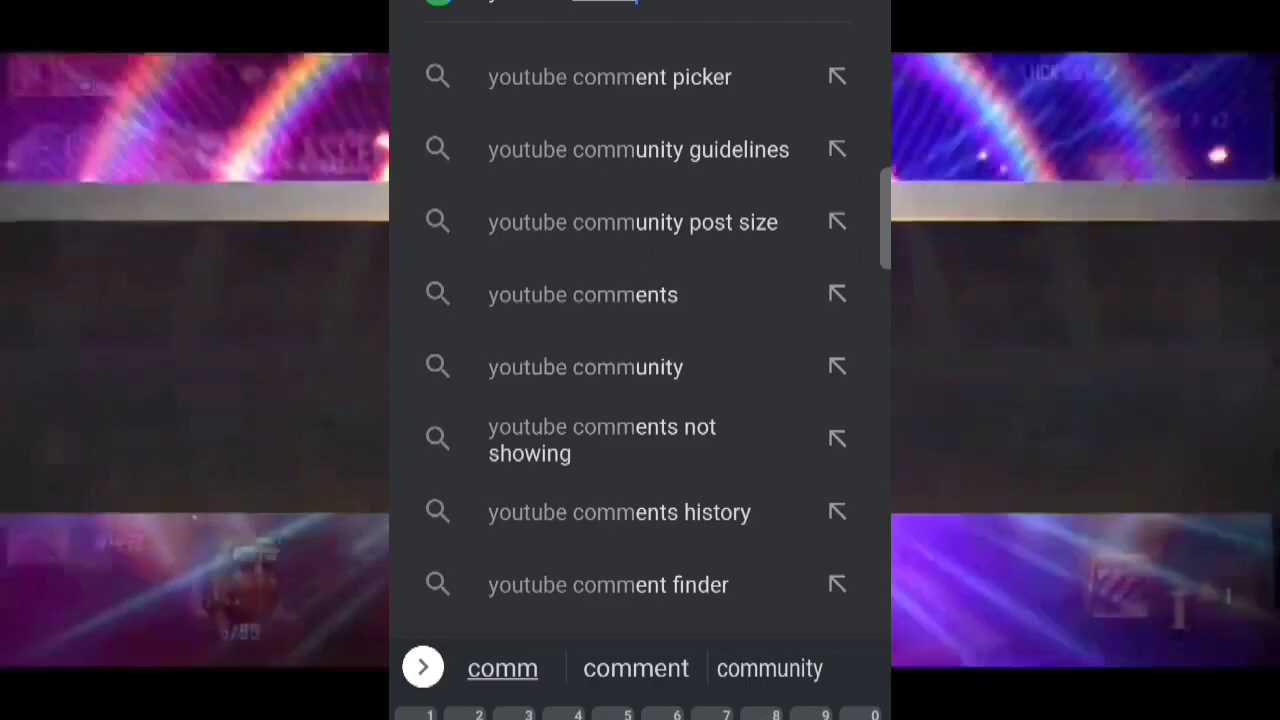 youtube comment picker
youtube community guidelines
youtube community post size
youtube comments
youtube community
youtube comments not
showing
youtube comments history
youtube comment finder
comm comment community
1 2 3 4 5 6 7 8 9 0